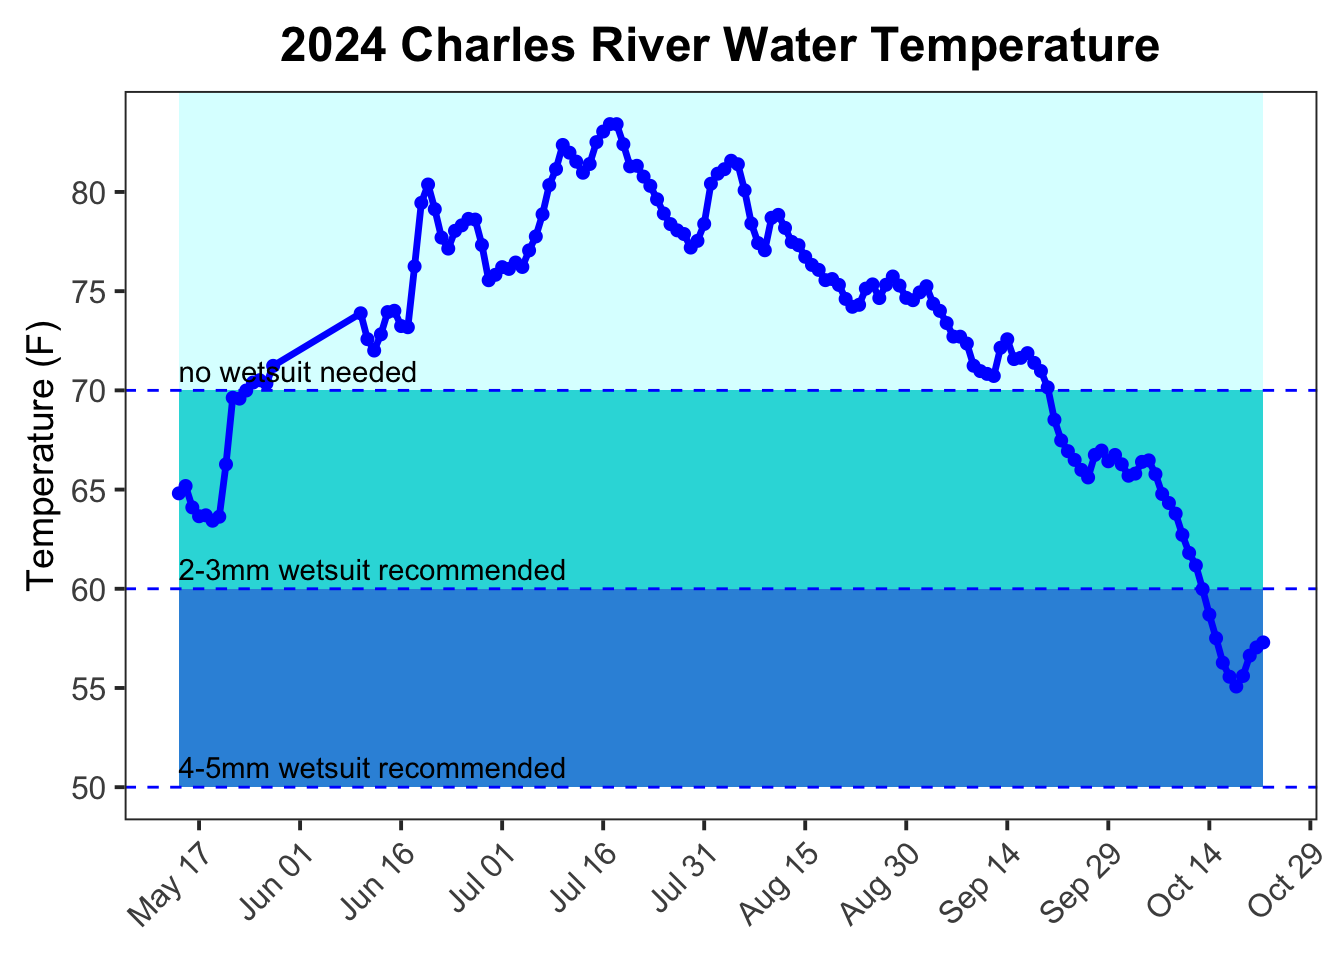 2024 Charles River Water Temperature
Temperature (F)
80
75
70
65
60
55
50
no wetsuit needed
2-3mm wetsuit recommended
4-5mm wetsuit recommended
May 17
Jun 01
Jun 16
Jul 01
Jul 16
Jul 31
Aug 15
Aug 30
Sep 14
Sep 29
Oct 14
Oct 29